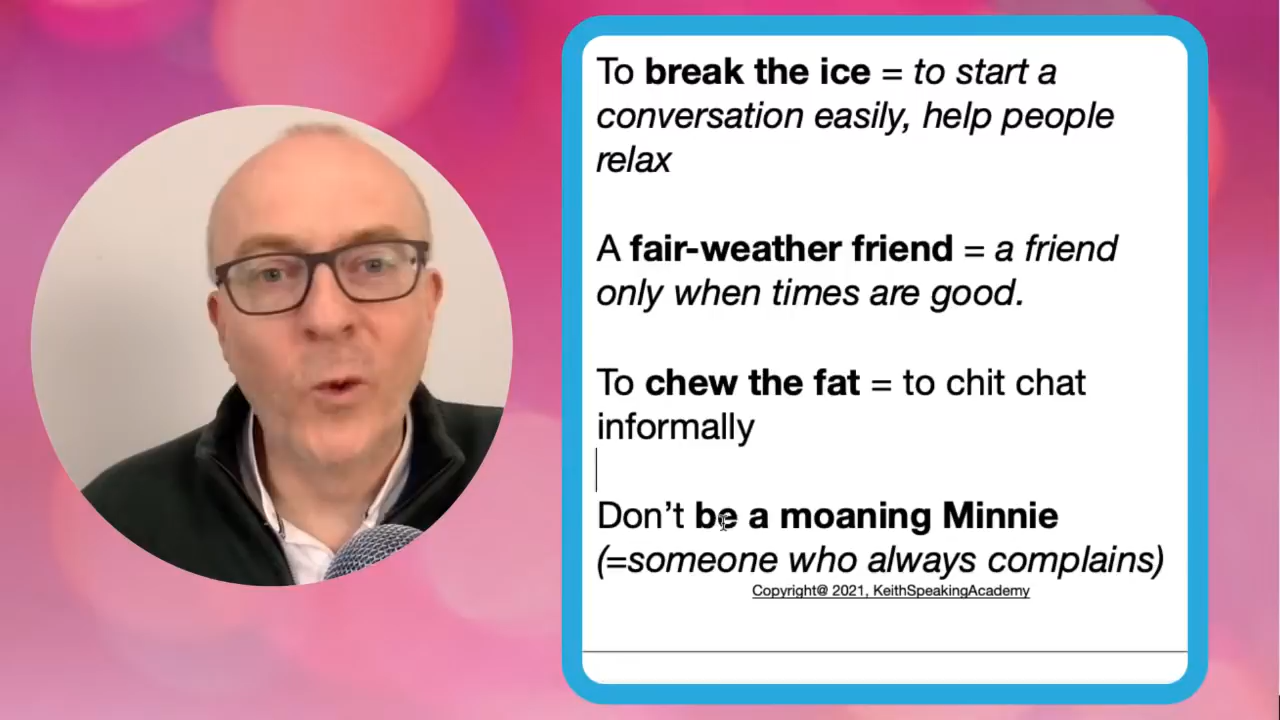 To break the ice = to start a
conversation easily, help people
relax
A fair-weather friend = a friend
only when times are good.
To chew the fat = to chit chat
informally
Don’t be a moaning Minnie
(=someone who always complains)
Copyright@ 2021, KeithSpeakingAcademy